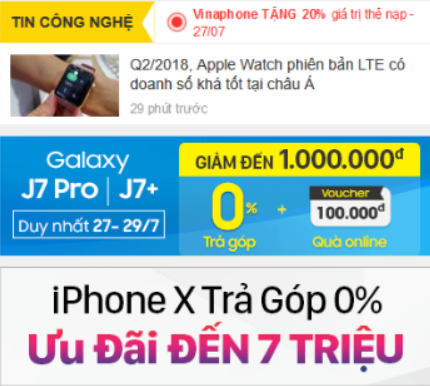 TIN CÔNG NGHỆ
Vinaphone TẶNG 20% giá trị thẻ nạp -
27/07
Q2/2018, Apple Watch phiên bản LTE có
doanh số khá tốt tại châu Á
29 phút trước
Galaxy
J7 Pro | J7+
Duy nhất 27- 29/7
GIẢM ĐẾN 1.000.000đ
0%
Trả góp
+
Voucher
100.000đ
Quà online
iPhone X Trả Góp 0%
Ưu Đãi ĐẾN 7 TRIỆU